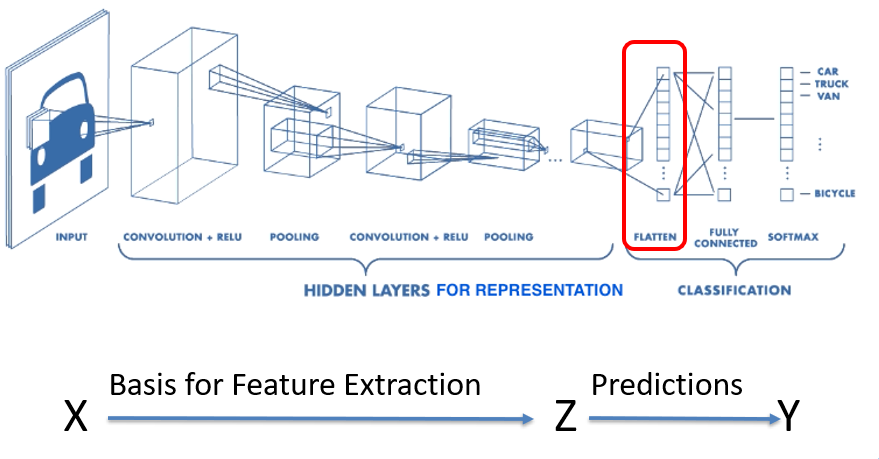 CAR
TRUCK
VAN
BICYCLE
INPUT
CONVOLUTION + RELU
POOLING
CONVOLUTION + RELU
POOLING
FLATTEN
FULLY
CONNECTED
SOFTMAX
HIDDEN LAYERS FOR REPRESENTATION
CLASSIFICATION
Basis for Feature Extraction
Predictions
X
Z
Y